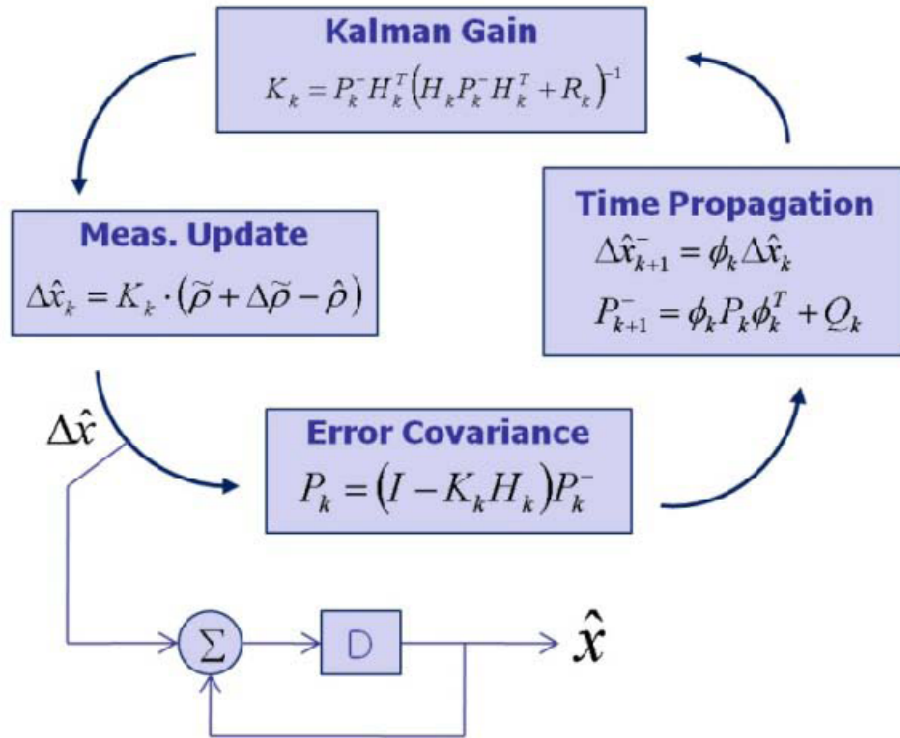 Kalman Gain
K_k = P_k^- H_k^T (H_k P_k^- H_k^T + R_k)^{-1}
Meas. Update
Δx̂_k = K_k · (ρ̃ + Δρ̃ − ρ̂)
Time Propagation
Δx̂_{k+1}^- = ϕ_k Δx̂_k
P_{k+1}^- = ϕ_k P_k ϕ_k^T + Q_k
Δx̂
Error Covariance
P_k = (I − K_k H_k) P_k^-
Σ
D
x̂